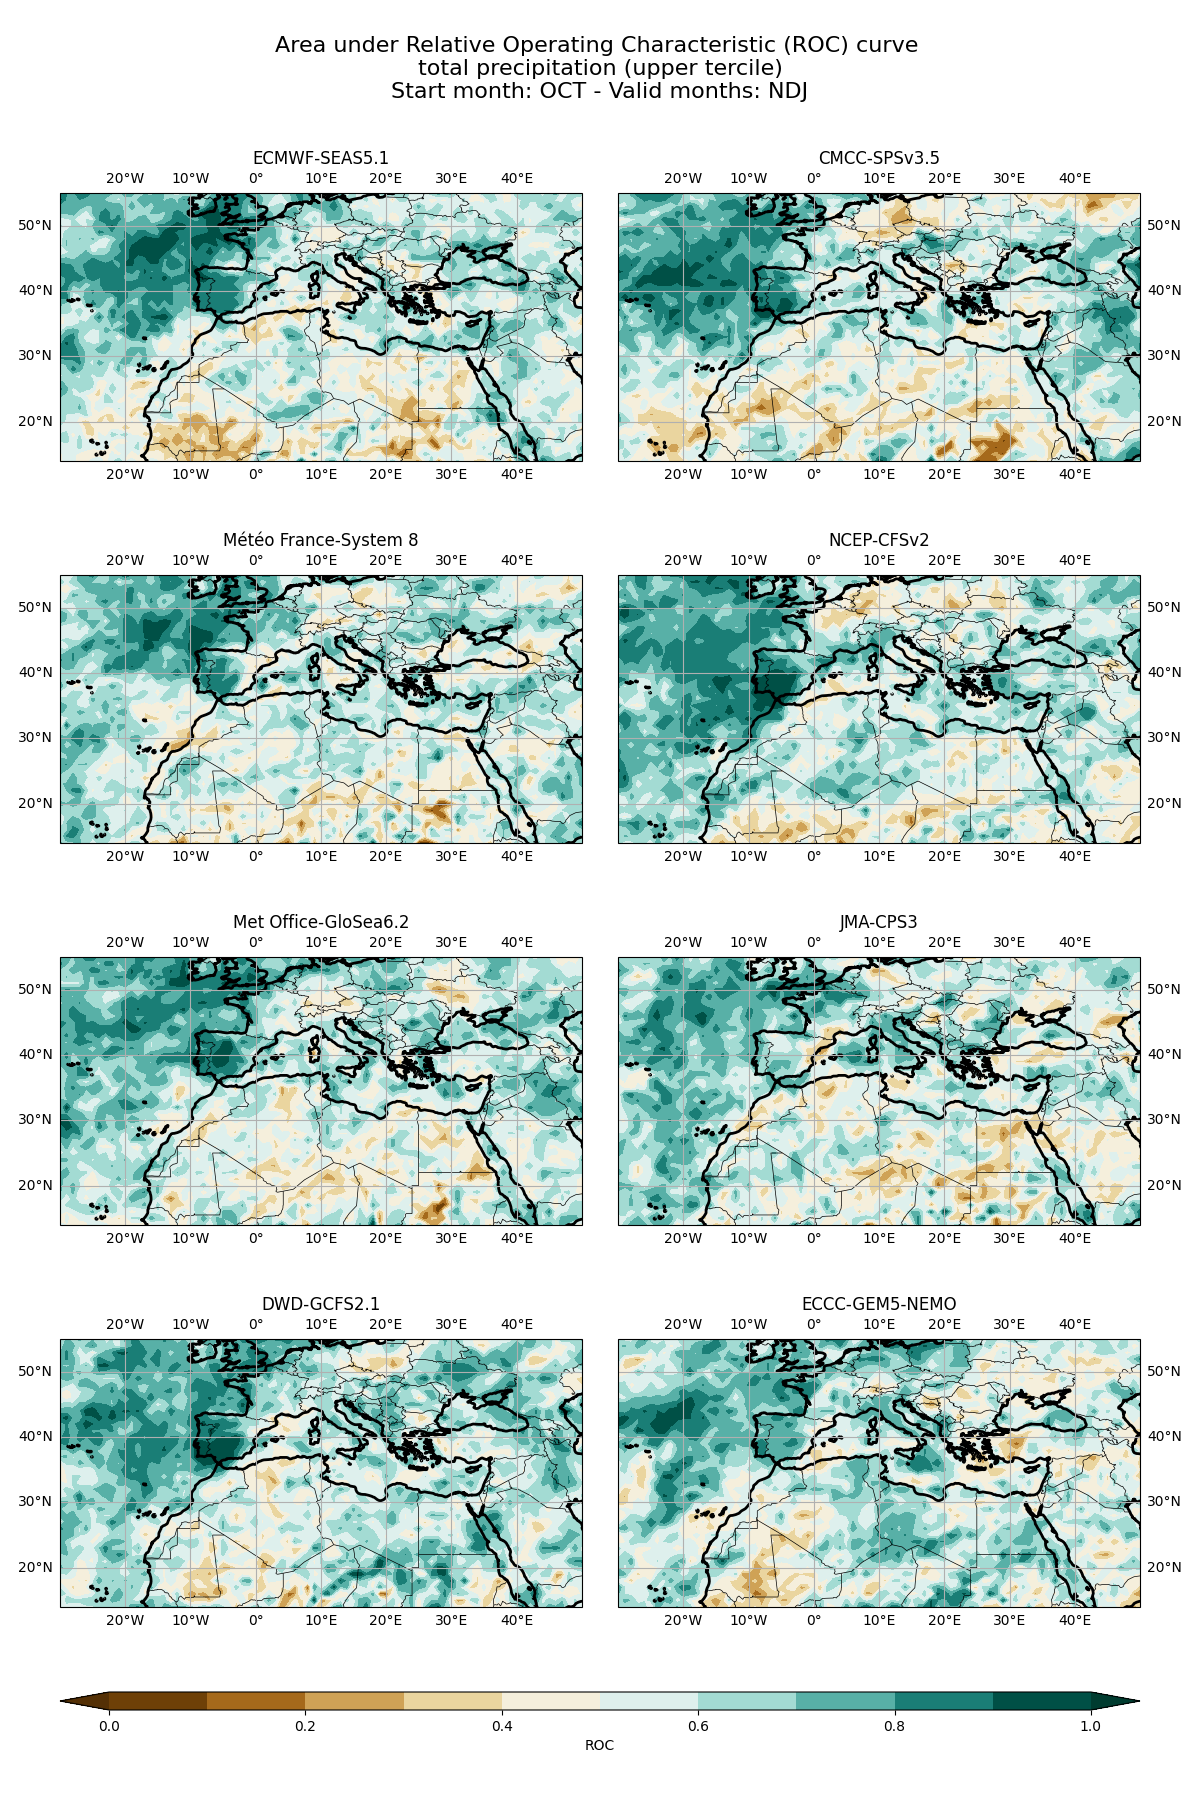 Area under Relative Operating Characteristic (ROC) curve
total precipitation (upper tercile)
Start month: OCT - Valid months: NDJ
ECMWF-SEAS5.1
20°W 10°W 0° 10°E 20°E 30°E 40°E
50°N
40°N
30°N
20°N
20°W 10°W 0° 10°E 20°E 30°E 40°E
CMCC-SPSv3.5
20°W 10°W 0° 10°E 20°E 30°E 40°E
50°N
40°N
30°N
20°N
20°W 10°W 0° 10°E 20°E 30°E 40°E
Météo France-System 8
20°W 10°W 0° 10°E 20°E 30°E 40°E
50°N
40°N
30°N
20°N
20°W 10°W 0° 10°E 20°E 30°E 40°E
NCEP-CFSv2
20°W 10°W 0° 10°E 20°E 30°E 40°E
50°N
40°N
30°N
20°N
20°W 10°W 0° 10°E 20°E 30°E 40°E
Met Office-GloSea6.2
20°W 10°W 0° 10°E 20°E 30°E 40°E
50°N
40°N
30°N
20°N
20°W 10°W 0° 10°E 20°E 30°E 40°E
JMA-CPS3
20°W 10°W 0° 10°E 20°E 30°E 40°E
50°N
40°N
30°N
20°N
20°W 10°W 0° 10°E 20°E 30°E 40°E
DWD-GCFS2.1
20°W 10°W 0° 10°E 20°E 30°E 40°E
50°N
40°N
30°N
20°N
20°W 10°W 0° 10°E 20°E 30°E 40°E
ECCC-GEM5-NEMO
20°W 10°W 0° 10°E 20°E 30°E 40°E
50°N
40°N
30°N
20°N
20°W 10°W 0° 10°E 20°E 30°E 40°E
0.0 0.2 0.4 0.6 0.8 1.0
ROC